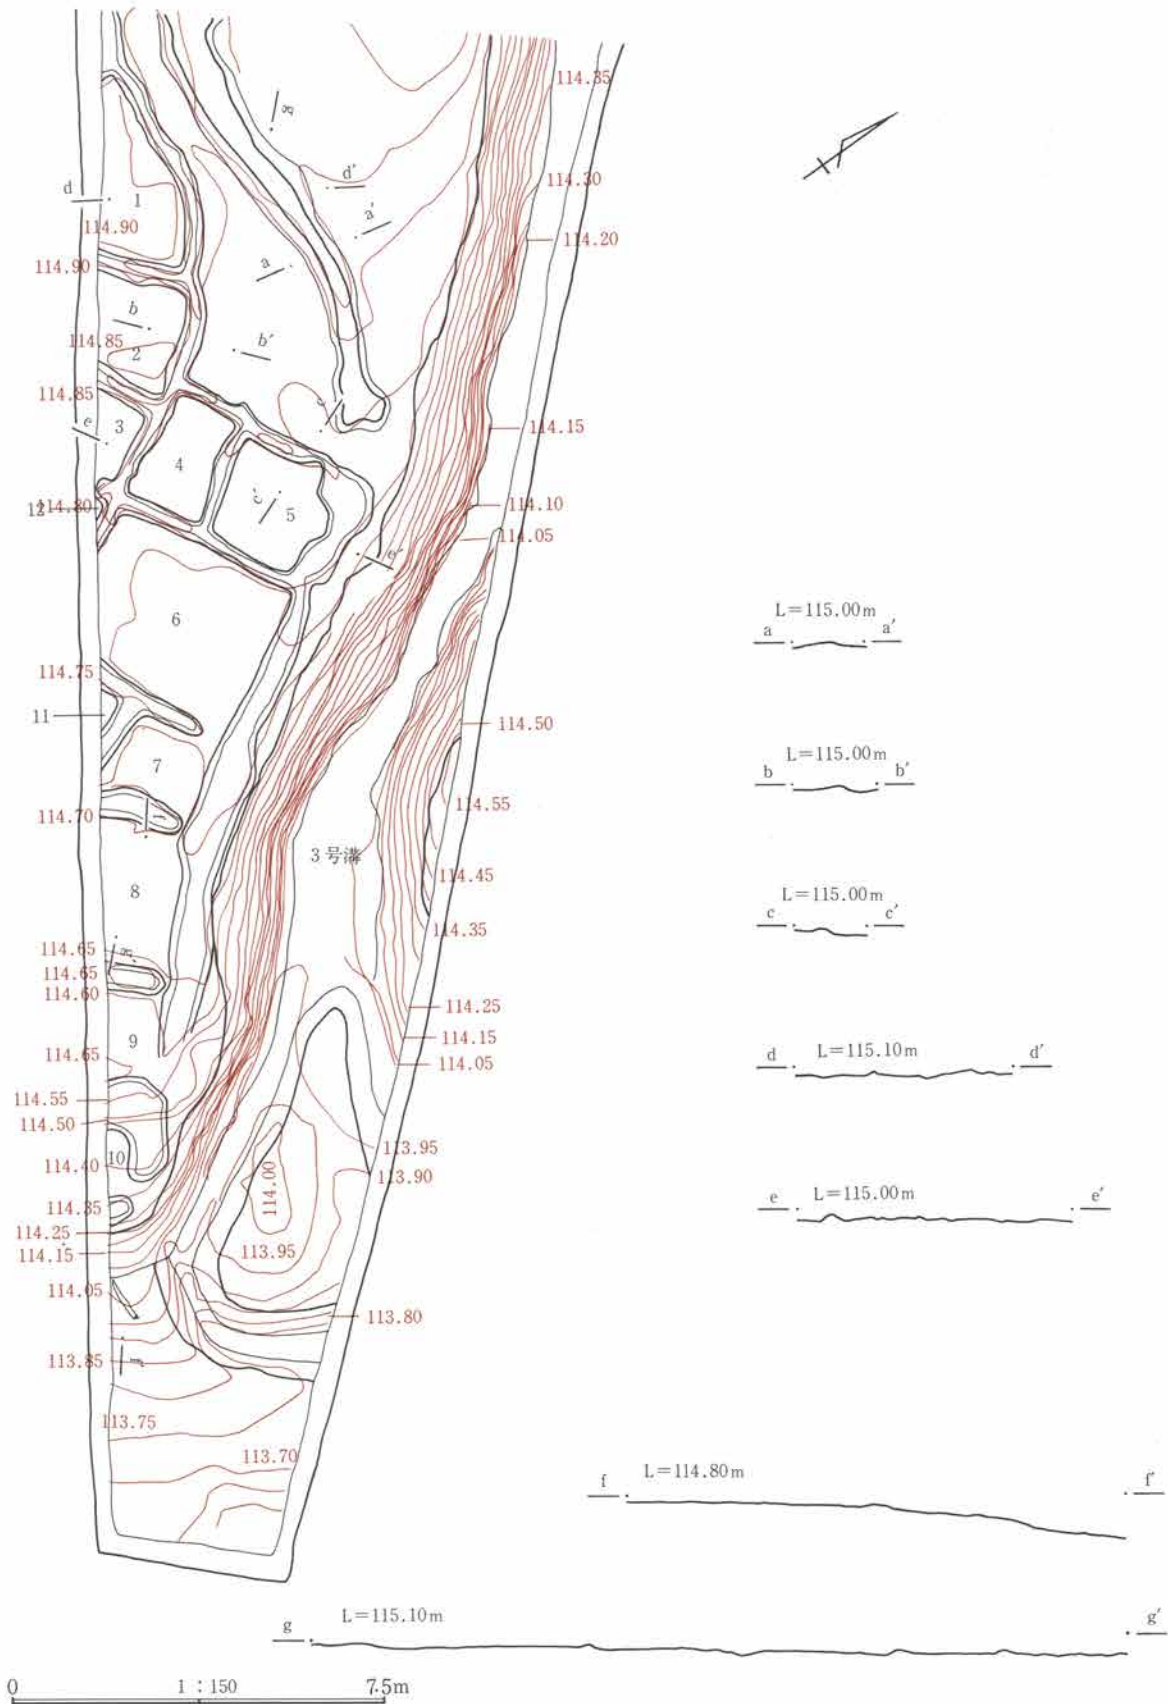 114.35
g
d'
114.30
d
1
a'
114.90
114.20
114.90
a
b
b'
114.85
2
114.85
c
e
3
114.15
4
c'
5
12
114.80
114.10
114.05
e'
6
L=115.00m
a a'
114.75
11
114.50
7
L=115.00m
b b'
114.55
114.70
f
3号溝
8
114.45
L=115.00m
c c'
114.35
114.65
g'
114.65
114.60
114.25
9
114.15
114.65
114.05
d L=115.10m d'
114.55
114.50
113.95
10
114.40
114.00
113.90
114.35
e L=115.00m e'
114.25
114.15
113.95
114.05
113.80
113.85
f'
113.75
113.70
f L=114.80m f'
g L=115.10m g'
0 1：150 7.5m